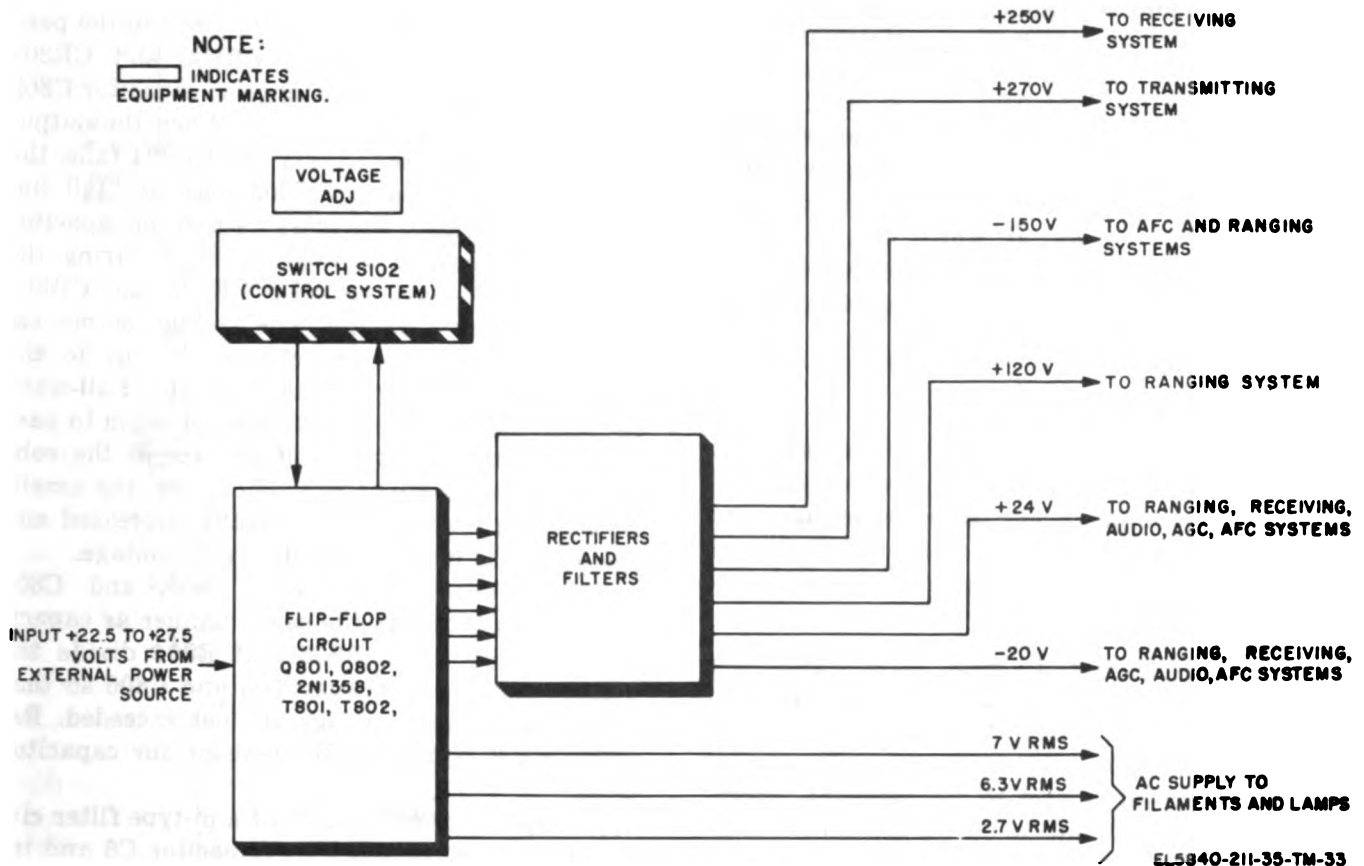 NOTE:
INDICATES
EQUIPMENT MARKING.
VOLTAGE
ADJ
SWITCH S102
(CONTROL SYSTEM)
INPUT +22.5 TO +27.5
VOLTS FROM
EXTERNAL POWER
SOURCE
FLIP-FLOP
CIRCUIT
Q801, Q802,
2N1358,
T801, T802,
RECTIFIERS
AND
FILTERS
+250V
TO RECEIVING
SYSTEM
+270V
TO TRANSMITTING
SYSTEM
-150V
TO AFC AND RANGING
SYSTEMS
+120 V
TO RANGING SYSTEM
+24 V
TO RANGING, RECEIVING,
AUDIO, AGC, AFC SYSTEMS
-20 V
TO RANGING, RECEIVING,
AGC, AUDIO, AFC SYSTEMS
7 V RMS
6.3V RMS
2.7 V RMS
AC SUPPLY TO
FILAMENTS AND LAMPS
EL5840-211-35-TM-33